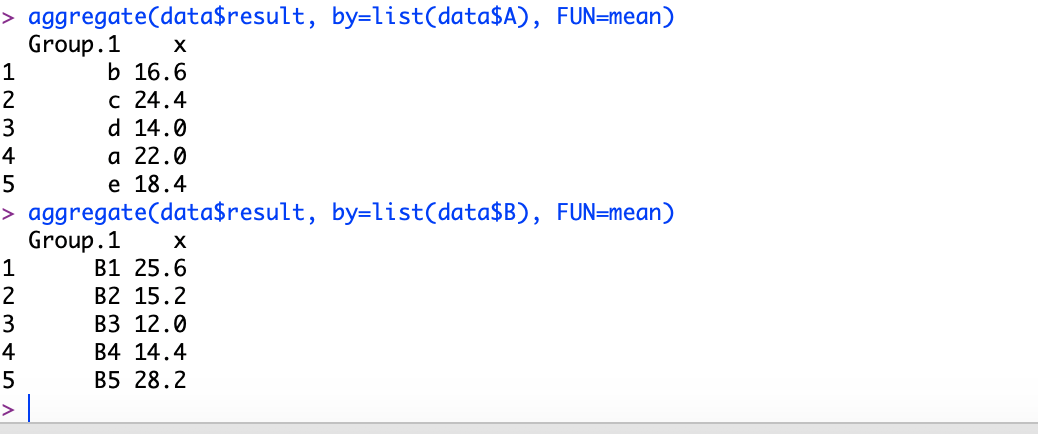 > aggregate(data$result, by=list(data$A), FUN=mean)
  Group.1    x
1       b 16.6
2       c 24.4
3       d 14.0
4       a 22.0
5       e 18.4
> aggregate(data$result, by=list(data$B), FUN=mean)
  Group.1    x
1      B1 25.6
2      B2 15.2
3      B3 12.0
4      B4 14.4
5      B5 28.2
>